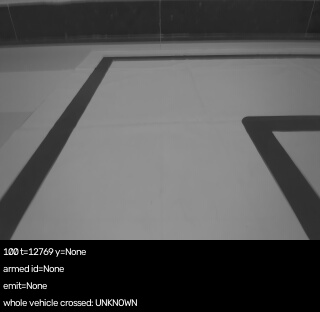 100 t=12769 y=None
armed id=None
emit=None
whole vehicle crossed: UNKNOWN